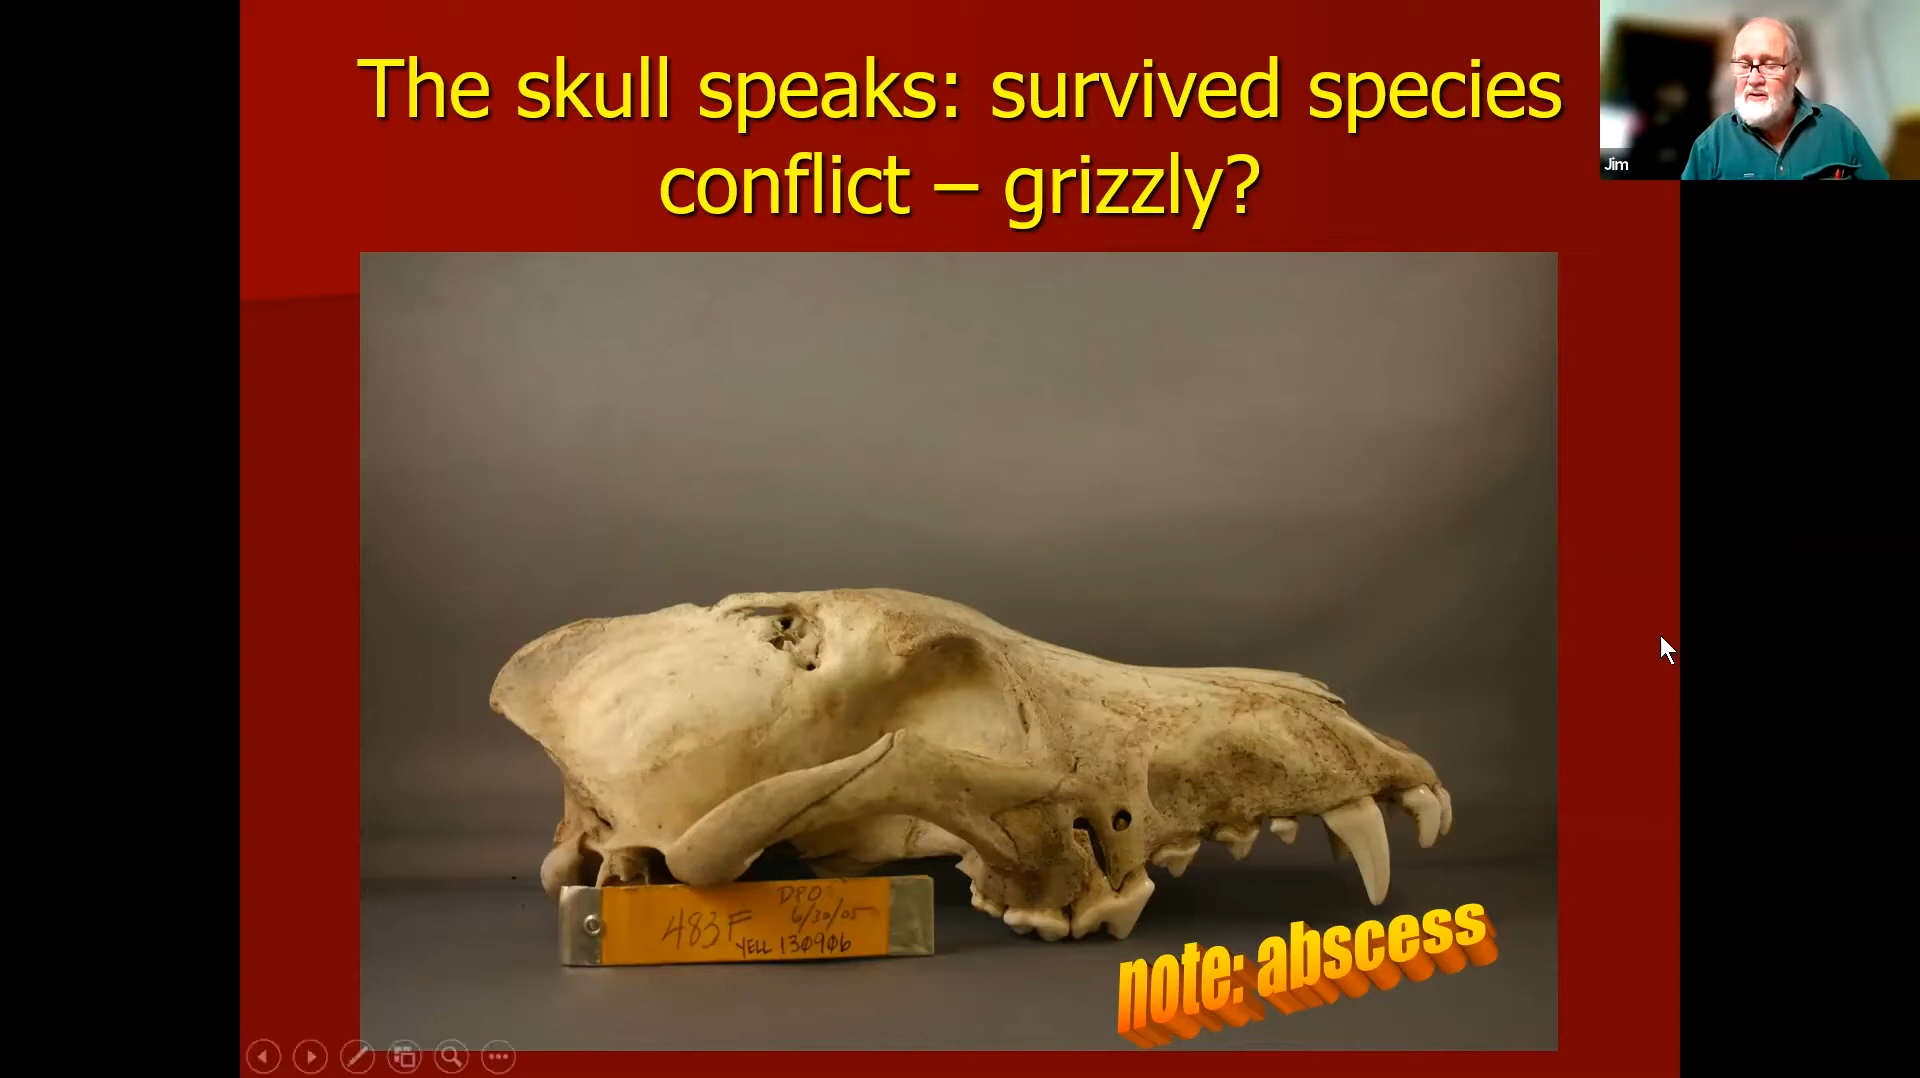 The skull speaks: survived species
conflict – grizzly?
Jim
483F
DPO
6/30/05
YELL 130906
note: abscess